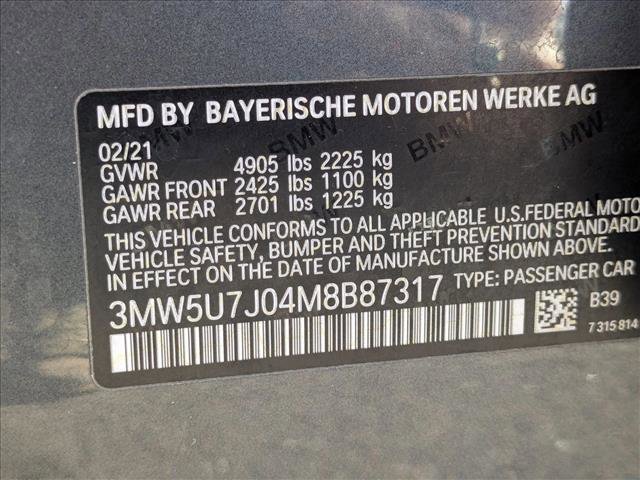 MFD BY BAYERISCHE MOTOREN WERKE AG
02/21
GVWR 4905 lbs 2225 kg
GAWR FRONT 2425 lbs 1100 kg
GAWR REAR 2701 lbs 1225 kg
THIS VEHICLE CONFORMS TO ALL APPLICABLE U.S.FEDERAL MOTO
VEHICLE SAFETY, BUMPER AND THEFT PREVENTION STANDARD
IN EFFECT ON THE DATE OF MANUFACTURE SHOWN ABOVE.
3MW5U7J04M8B87317 TYPE: PASSENGER CAR
B39
7 315 814
BMW
BMW
BMW